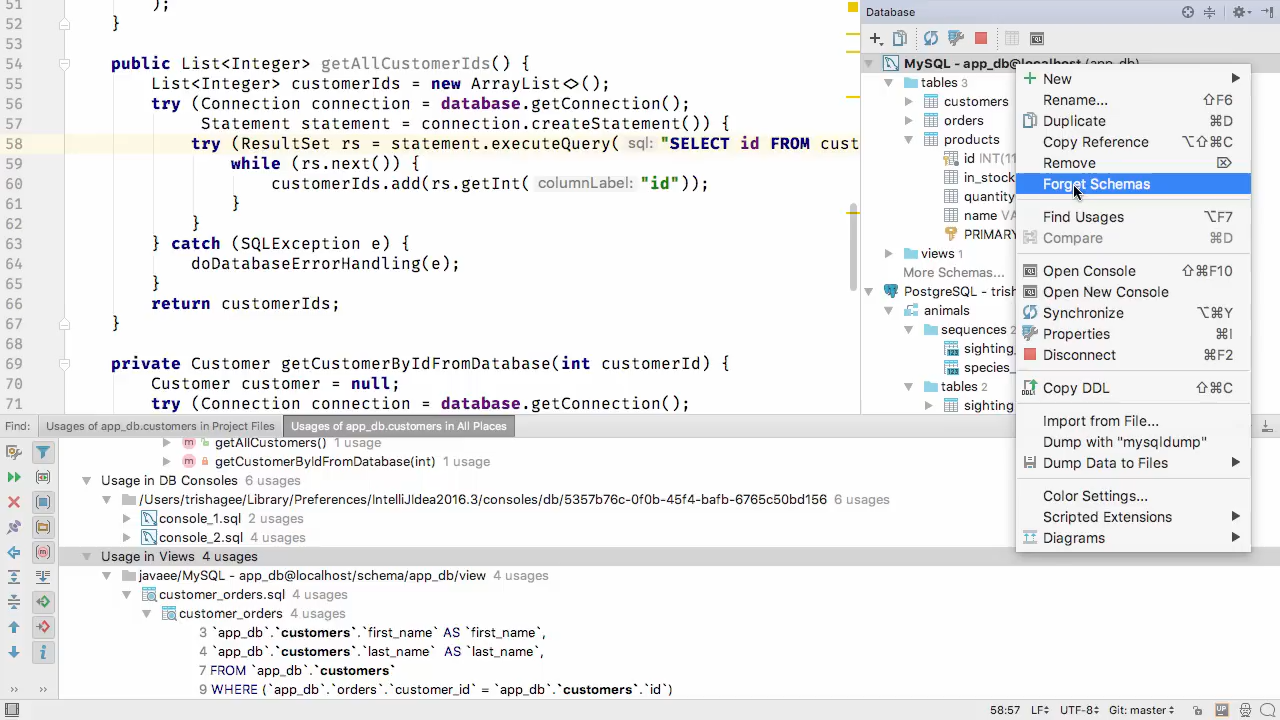 51
);
52
}
53
54
public List<Integer> getAllCustomerIds() {
55
List<Integer> customerIds = new ArrayList<>();
56
try (Connection connection = database.getConnection();
57
Statement statement = connection.createStatement()) {
58
try (ResultSet rs = statement.executeQuery( sql: "SELECT id FROM cust
59
while (rs.next()) {
60
customerIds.add(rs.getInt( columnLabel: "id"));
61
}
62
}
63
} catch (SQLException e) {
64
doDatabaseErrorHandling(e);
65
}
66
return customerIds;
67
}
68
69
private Customer getCustomerByIdFromDatabase(int customerId) {
70
Customer customer = null;
71
try (Connection connection = database.getConnection();
Database
MySQL - app_db@localhost (app_db)
tables 3
customers
orders
products
id INT(11
in_stock
quantity
name VA
PRIMARY
views 1
More Schemas...
PostgreSQL - trish
animals
sequences 2
sighting_
123
species_
123
tables 2
sighting
New
Rename... ⇧F6
Duplicate ⌘D
Copy Reference ⌥⇧⌘C
Remove ⌦
Forget Schemas
Find Usages ⌥F7
Compare ⌘D
Open Console ⇧⌘F10
Open New Console
Synchronize ⌥⌘Y
Properties ⌘I
Disconnect ⌘F2
Copy DDL ⇧⌘C
Import from File...
Dump with "mysqldump"
Dump Data to Files
Color Settings...
Scripted Extensions
Diagrams
Find: Usages of app_db.customers in Project Files Usages of app_db.customers in All Places
getAllCustomers() 1 usage
getCustomerByIdFromDatabase(int) 1 usage
Usage in DB Consoles 6 usages
/Users/trishagee/Library/Preferences/IntelliJIdea2016.3/consoles/db/5357b76c-0f0b-45f4-bafb-6765c50bd156 6 usages
console_1.sql 2 usages
console_2.sql 4 usages
Usage in Views 4 usages
javaee/MySQL - app_db@localhost/schema/app_db/view 4 usages
customer_orders.sql 4 usages
customer_orders 4 usages
3 `app_db`.`customers`.`first_name` AS `first_name`,
4 `app_db`.`customers`.`last_name` AS `last_name`,
7 FROM `app_db`.`customers`
9 WHERE (`app_db`.`orders`.`customer_id` = `app_db`.`customers`.`id`)
58:57 LF÷ UTF-8÷ Git: master÷